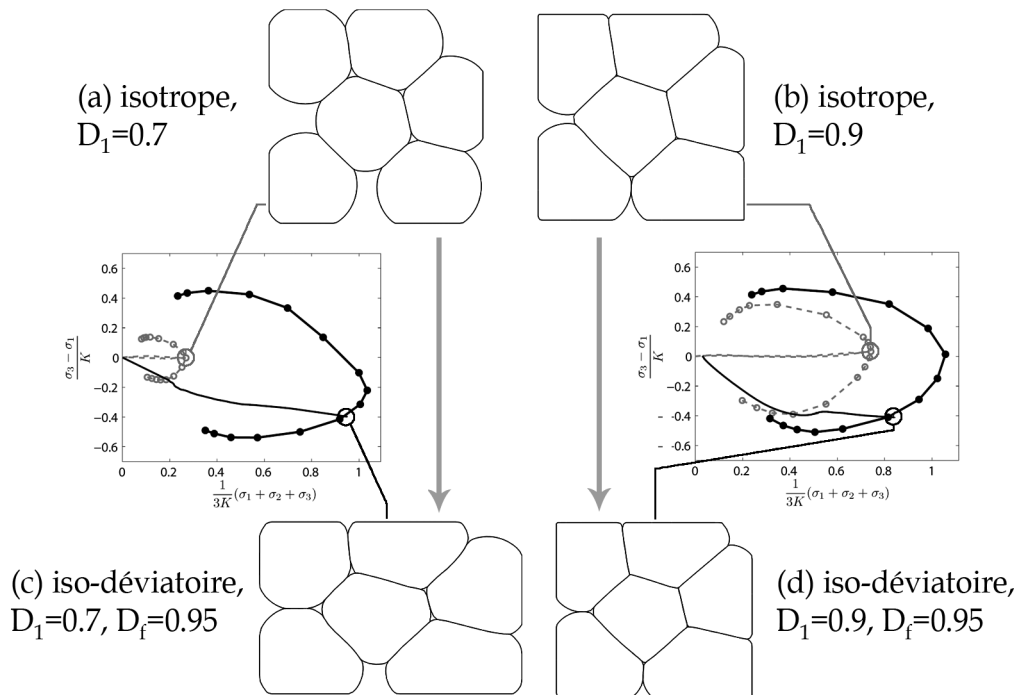 (a) isotrope,
D₁=0.7
(b) isotrope,
D₁=0.9
0.6
0.4
0.2
0
-0.2
-0.4
-0.6
σ₃ − σ₁
K
0
0.2
0.4
0.6
0.8
1
1/3K (σ₁ + σ₂ + σ₃)
0.6
0.4
0.2
0
-0.2
- 0.4
- 0.6
σ₃ − σ₁
K
0
0.2
0.4
0.6
0.8
1
1/3K (σ₁ + σ₂ + σ₃)
(c) iso-déviatoire,
D₁=0.7, D_f=0.95
(d) iso-déviatoire,
D₁=0.9, D_f=0.95